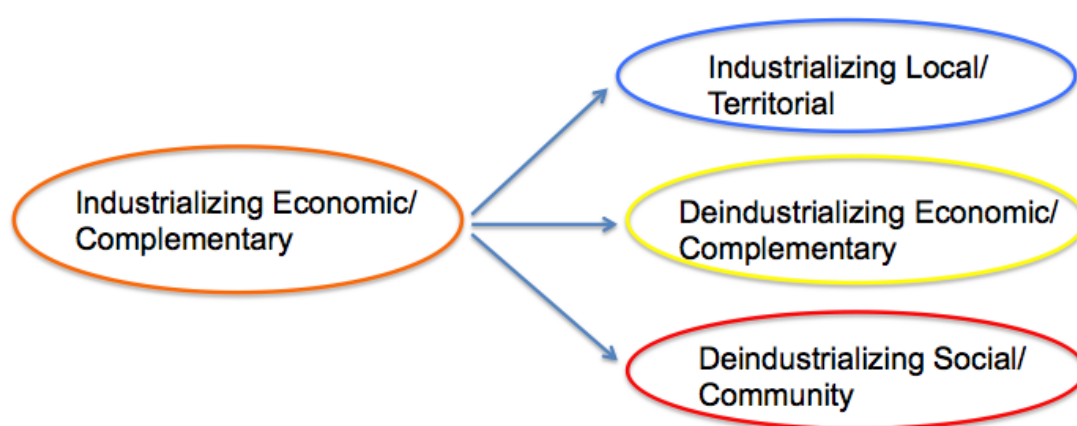 Industrializing Economic/
Complementary
Industrializing Local/
Territorial
Deindustrializing Economic/
Complementary
Deindustrializing Social/
Community